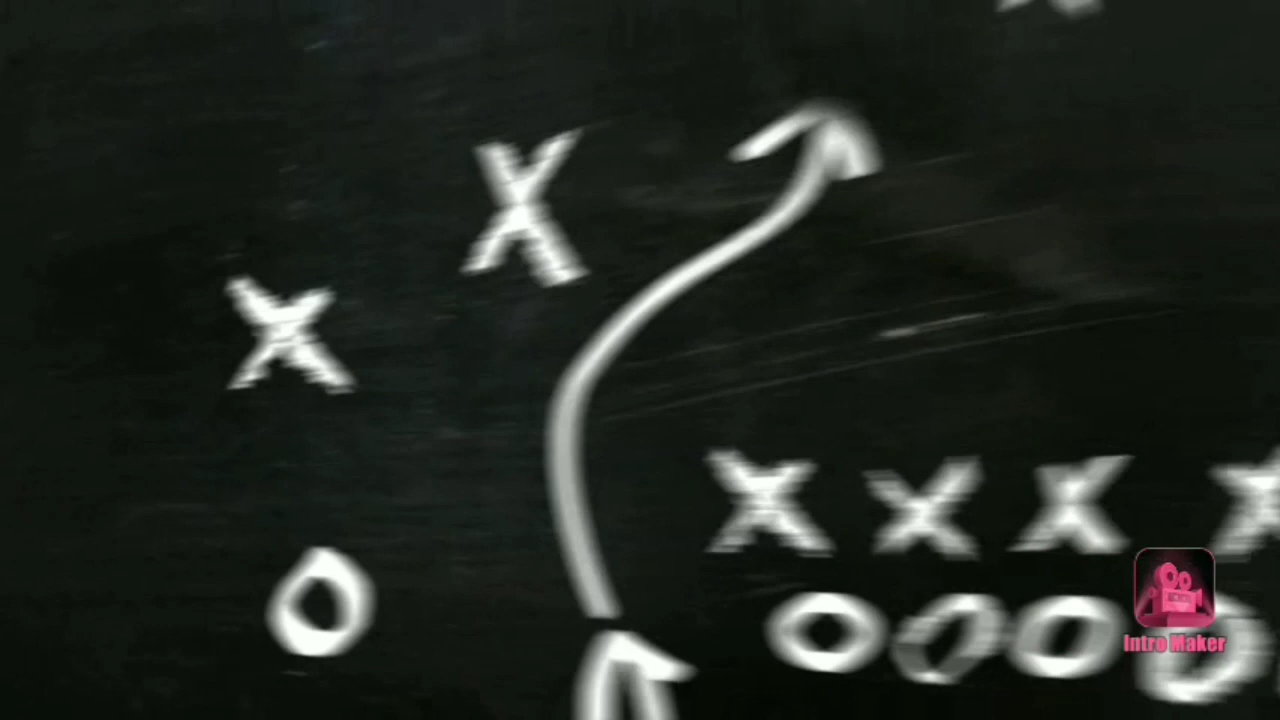 X
X
X X X X
O O O O O
Intro Maker